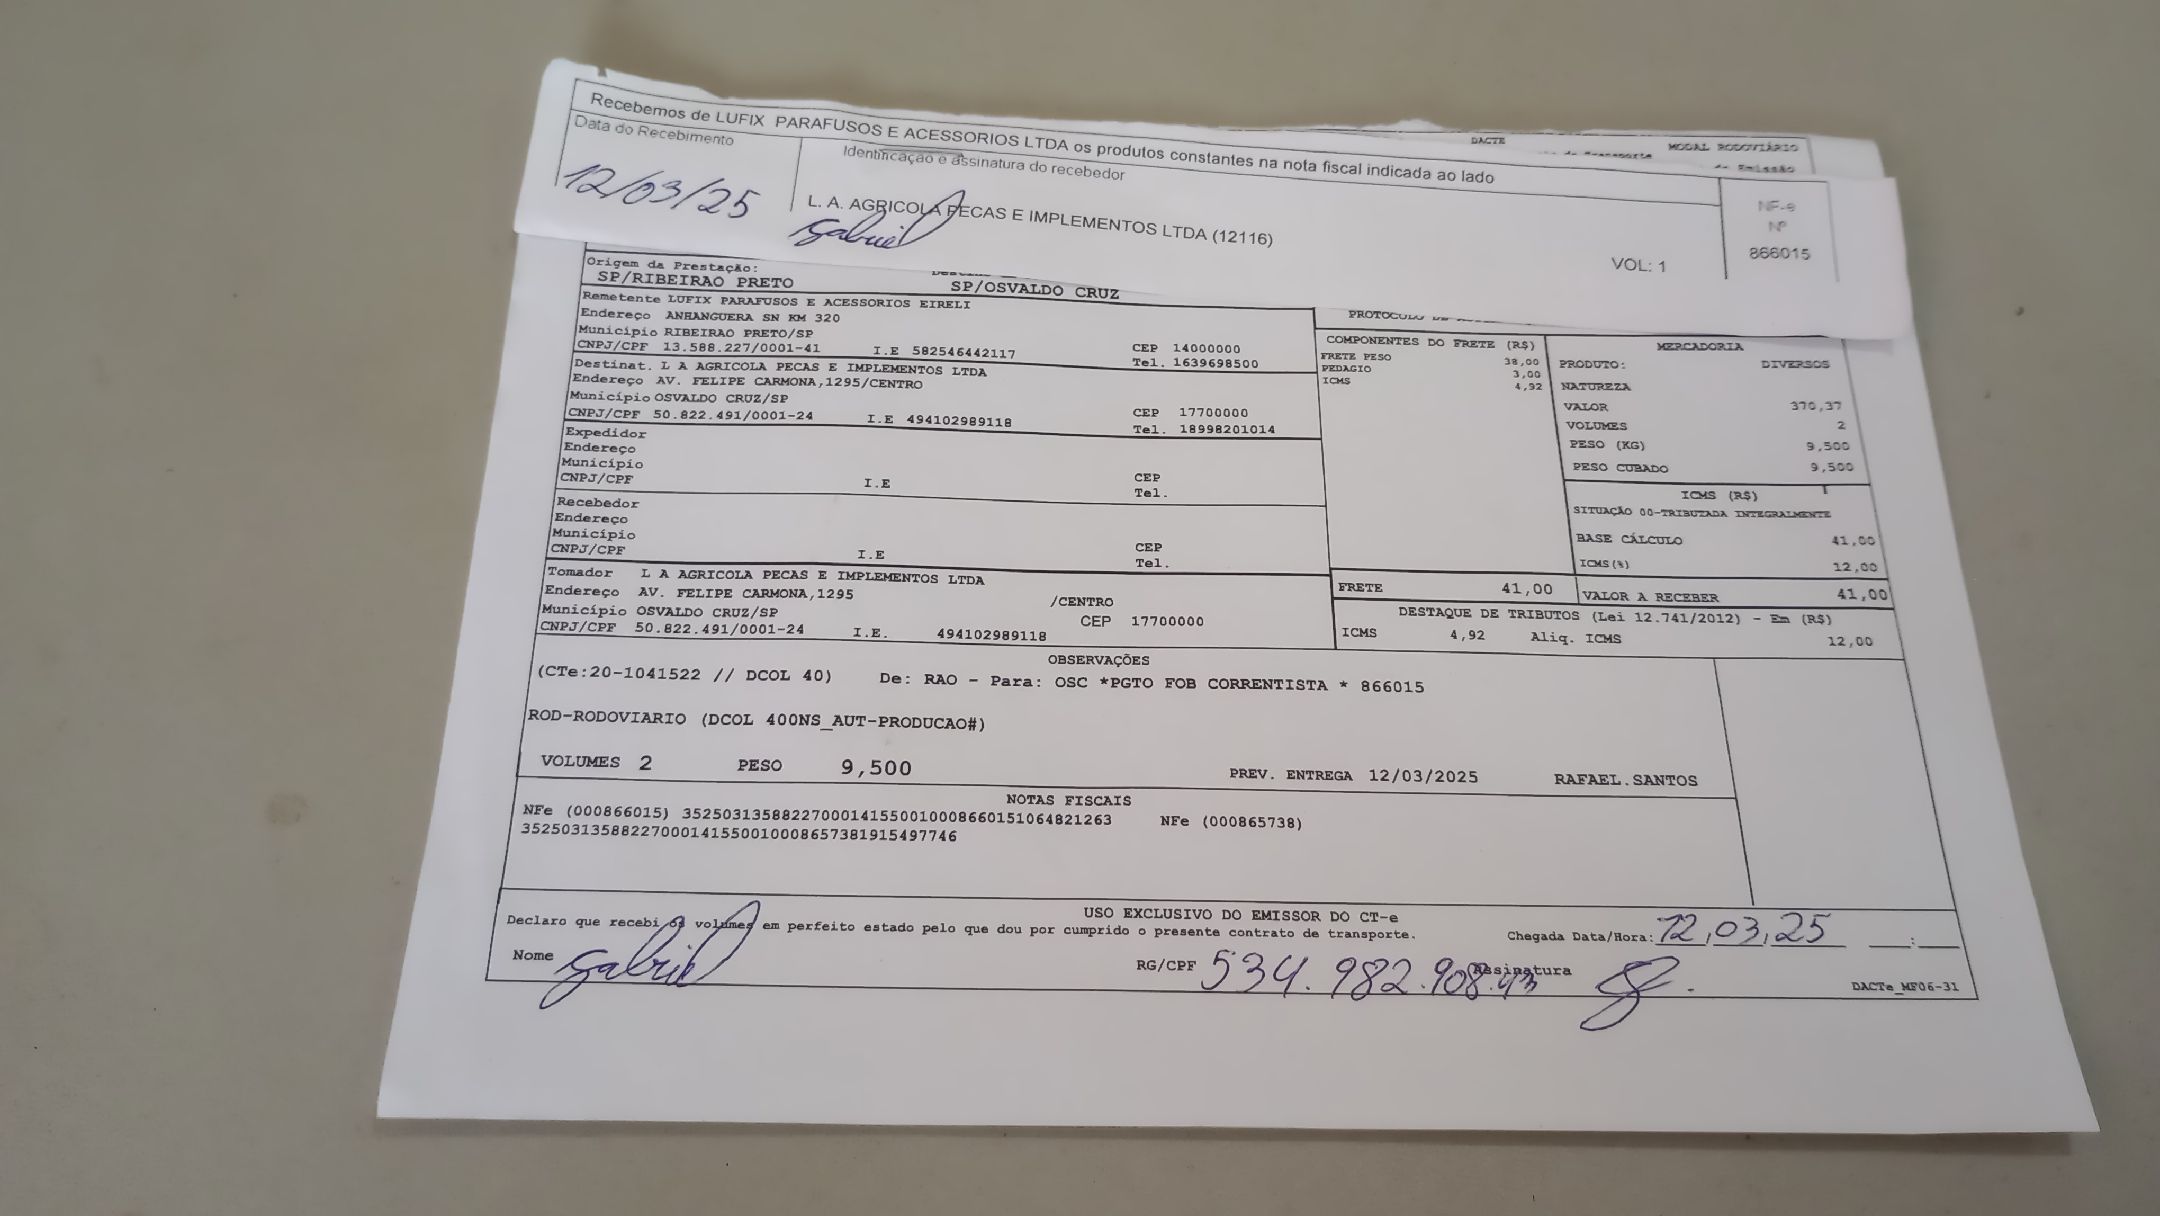 Recebemos de LUFIX PARAFUSOS E ACESSORIOS LTDA os produtos constantes na nota fiscal indicada ao lado
DACTE
MODAL RODOVIÁRIO
Data do Recebimento
Identificação e assinatura do recebedor
12/03/25
L. A. AGRICOLA PECAS E IMPLEMENTOS LTDA (12116)
Gabriel
VOL: 1
NF-e
Nº
866015
Origem da Prestação:
SP/RIBEIRAO PRETO
SP/OSVALDO CRUZ
Remetente LUFIX PARAFUSOS E ACESSORIOS EIRELI
Endereço ANHANGUERA SN KM 320
Município RIBEIRAO PRETO/SP
CNPJ/CPF 13.588.227/0001-41 I.E 582546442117
CEP 14000000
Tel. 1639698500
Destinat. L A AGRICOLA PECAS E IMPLEMENTOS LTDA
Endereço AV. FELIPE CARMONA,1295/CENTRO
Município OSVALDO CRUZ/SP
CNPJ/CPF 50.822.491/0001-24 I.E 494102989118
CEP 17700000
Tel. 18998201014
Expedidor
Endereço
Município
CNPJ/CPF I.E
CEP
Tel.
Recebedor
Endereço
Município
CNPJ/CPF I.E
CEP
Tel.
Tomador L A AGRICOLA PECAS E IMPLEMENTOS LTDA
Endereço AV. FELIPE CARMONA,1295 /CENTRO
Município OSVALDO CRUZ/SP CEP 17700000
CNPJ/CPF 50.822.491/0001-24 I.E. 494102989118
PROTOCOLO DE
COMPONENTES DO FRETE (R$)
FRETE PESO 38,00
PEDAGIO 3,00
ICMS 4,92
MERCADORIA
PRODUTO: DIVERSOS
NATUREZA
VALOR 370,37
VOLUMES 2
PESO (KG) 9,500
PESO CUBADO 9,500
ICMS (R$)
SITUAÇÃO 00-TRIBUTADA INTEGRALMENTE
BASE CÁLCULO 41,00
ICMS(%) 12,00
FRETE 41,00 VALOR A RECEBER 41,00
DESTAQUE DE TRIBUTOS (Lei 12.741/2012) - Em (R$)
ICMS 4,92 Aliq. ICMS 12,00
OBSERVAÇÕES
(CTe:20-1041522 // DCOL 40) De: RAO - Para: OSC *PGTO FOB CORRENTISTA * 866015
ROD-RODOVIARIO (DCOL 400NS_AUT-PRODUCAO#)
VOLUMES 2 PESO 9,500 PREV. ENTREGA 12/03/2025 RAFAEL.SANTOS
NOTAS FISCAIS
NFe (000866015) 35250313588227000141550010008660151064821263 NFe (000865738)
35250313588227000141550010008657381915497746
USO EXCLUSIVO DO EMISSOR DO CT-e
Declaro que recebi os volumes em perfeito estado pelo que dou por cumprido o presente contrato de transporte.
Chegada Data/Hora: 12,03,25 __:__
Nome Gabriel RG/CPF 534.982.908.43 Assinatura
DACTe_MF06-31